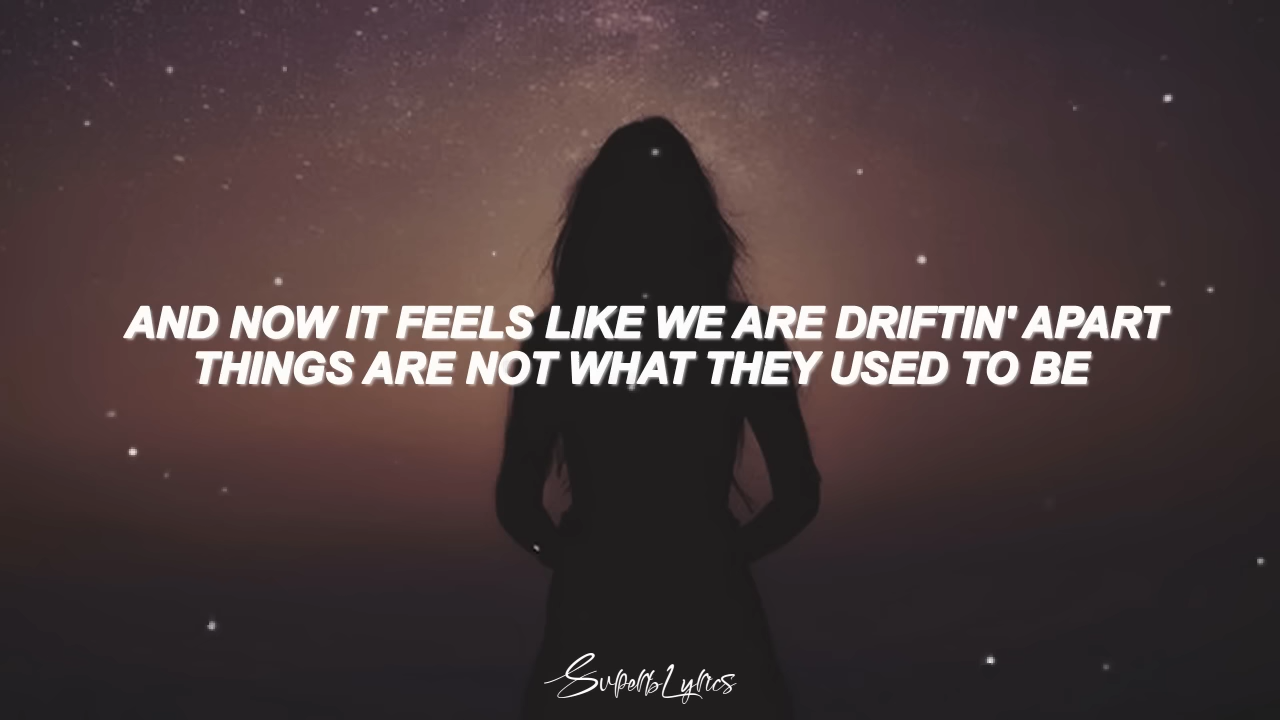 AND NOW IT FEELS LIKE WE ARE DRIFTIN' APART
THINGS ARE NOT WHAT THEY USED TO BE
SuperbLyrics